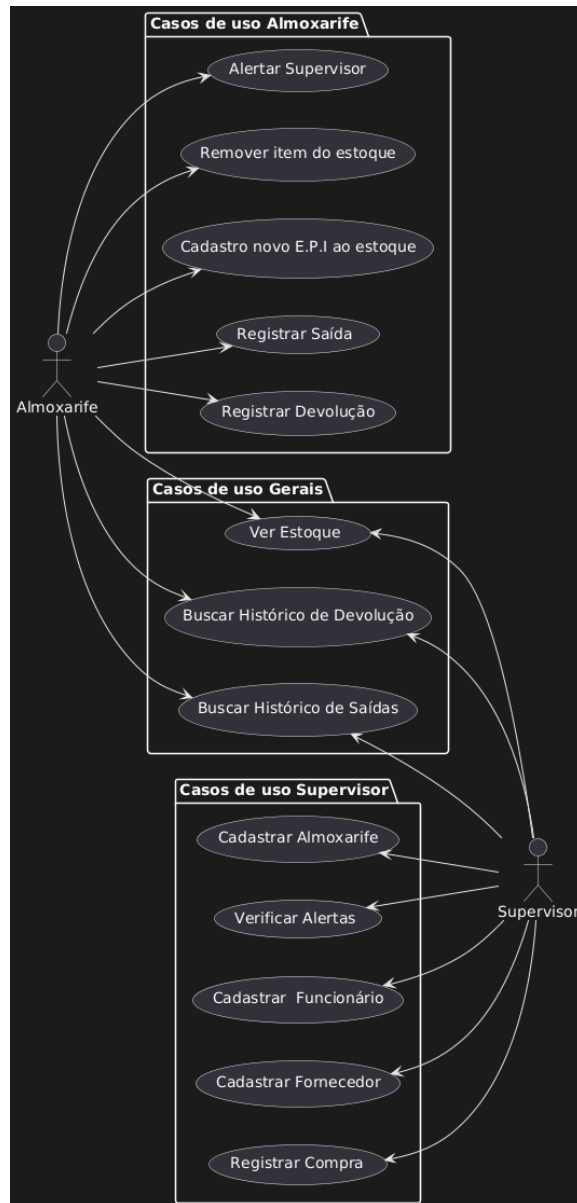 Casos de uso Almoxarife
Alertar Supervisor
Remover item do estoque
Cadastro novo E.P.I ao estoque
Registrar Saída
Registrar Devolução
Almoxarife
Casos de uso Gerais
Ver Estoque
Buscar Histórico de Devolução
Buscar Histórico de Saídas
Casos de uso Supervisor
Cadastrar Almoxarife
Verificar Alertas
Supervisor
Cadastrar  Funcionário
Cadastrar Fornecedor
Registrar Compra